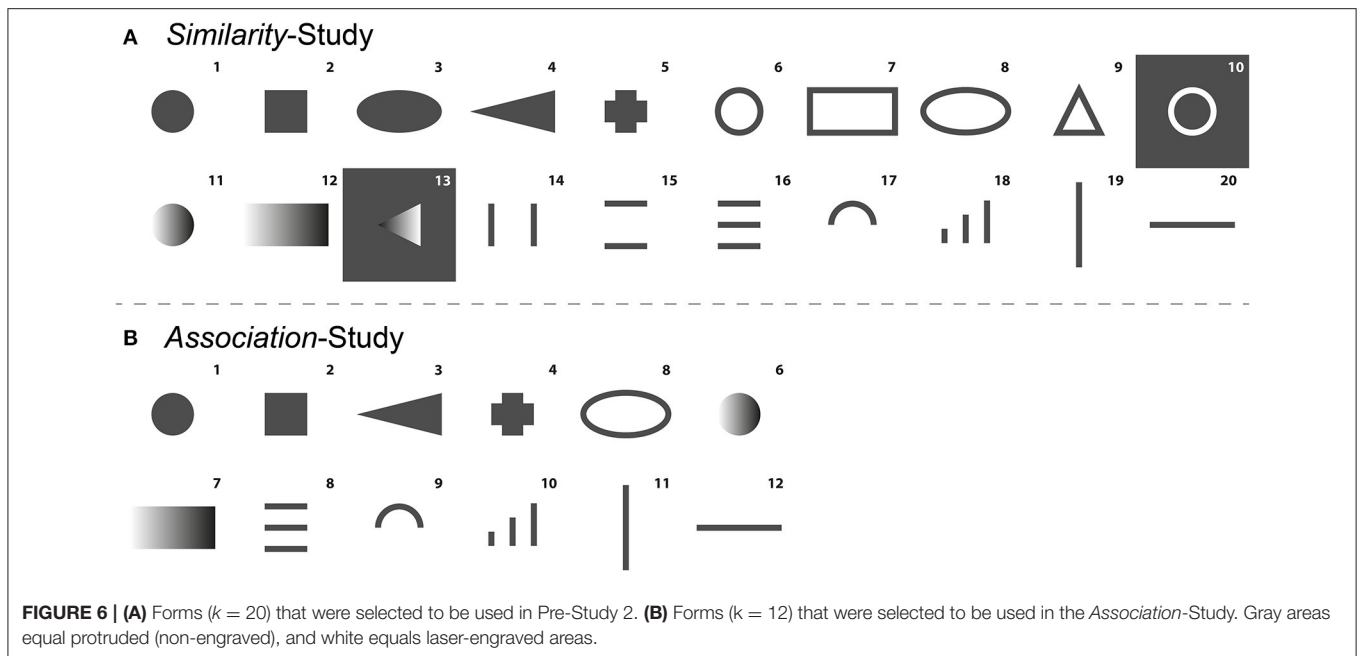 A Similarity-Study
1 2 3 4 5 6 7 8 9 10
11 12 13 14 15 16 17 18 19 20
B Association-Study
1 2 3 4 8 6
7 8 9 10 11 12
FIGURE 6 | (A) Forms (k = 20) that were selected to be used in Pre-Study 2. (B) Forms (k = 12) that were selected to be used in the Association-Study. Gray areas
equal protruded (non-engraved), and white equals laser-engraved areas.